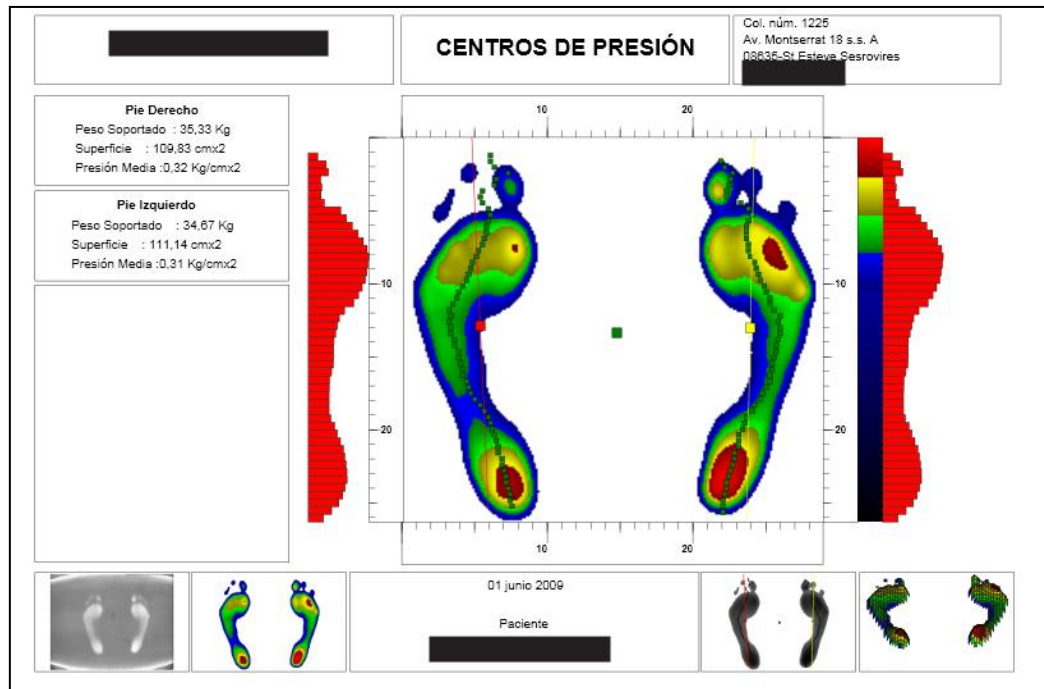 CENTROS DE PRESIÓN
Col. núm. 1225
Av. Montserrat 18 s.s. A
08635-St Esteve Sesrovires
Pie Derecho
Peso Soportado : 35,33 Kg
Superficie : 109,83 cmx2
Presión Media :0,32 Kg/cmx2
Pie Izquierdo
Peso Soportado : 34,67 Kg
Superficie : 111,14 cmx2
Presión Media :0,31 Kg/cmx2
10 20
10 10
20 20
10 20
01 junio 2009
Paciente